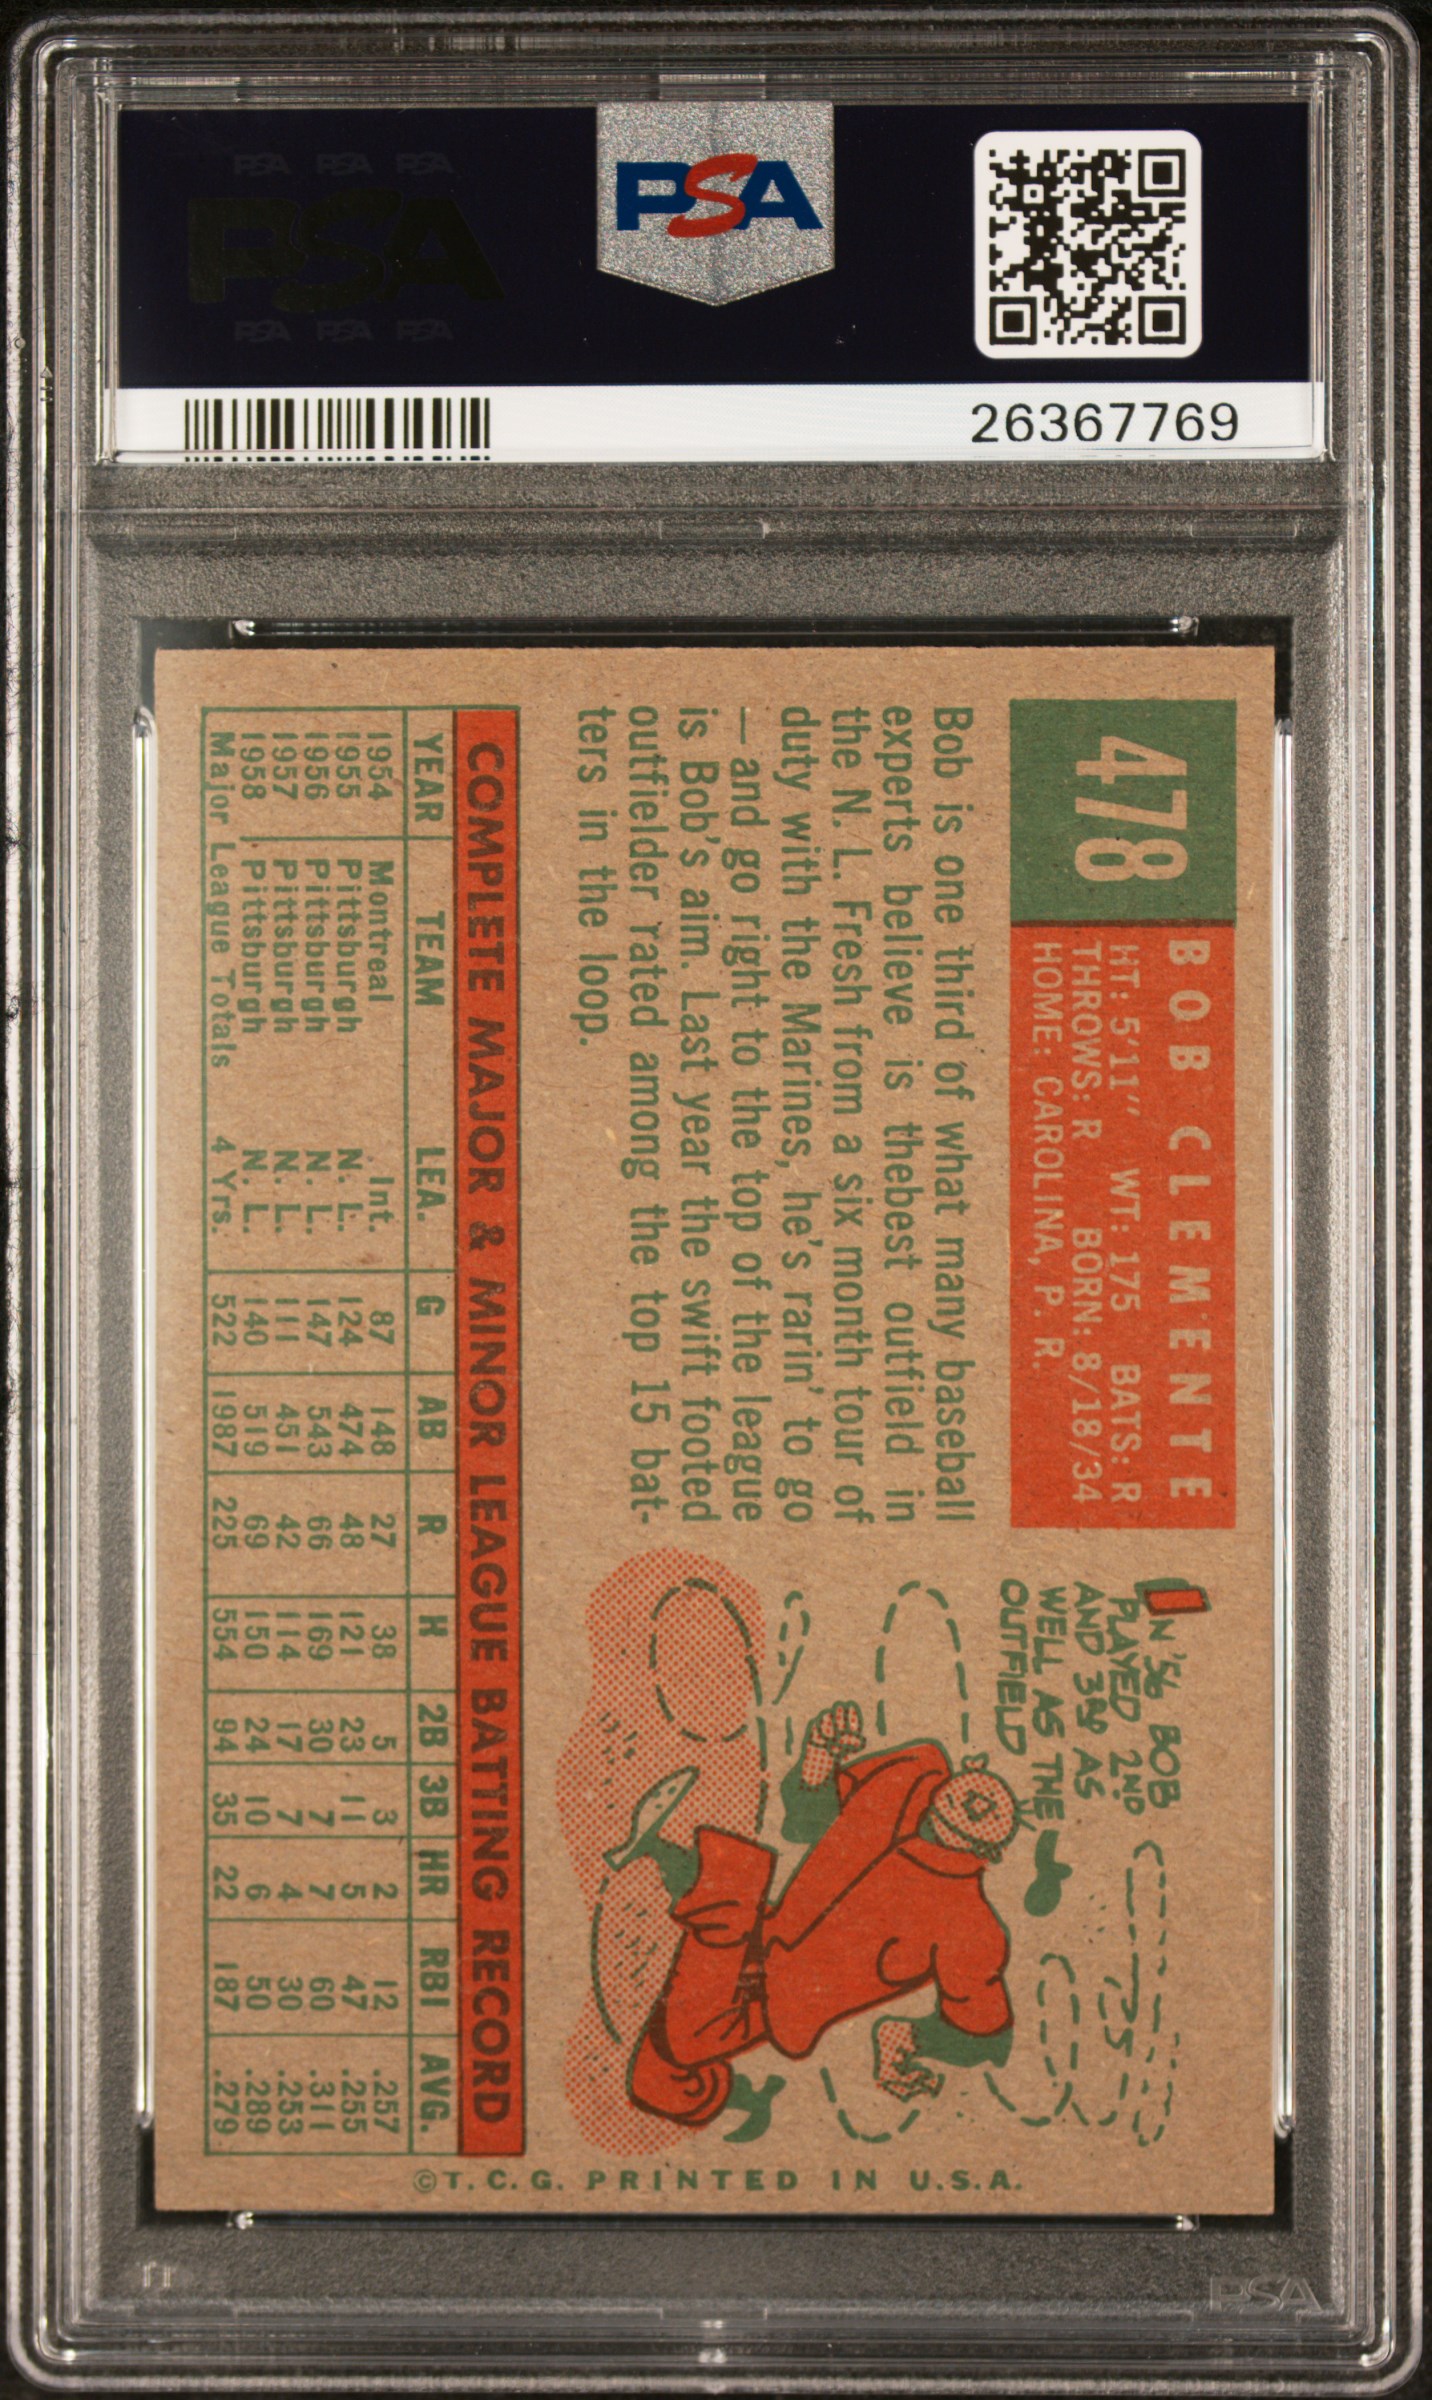 PSA PSA PSA
PSA
PSA PSA PSA
PSA
26367769
478
BOB CLEMENTE
HT: 5'11" WT: 175 BATS: R
THROWS: R BORN: 8/18/34
HOME: CAROLINA, P. R.
Bob is one third of what many baseball
experts believe is thebest outfield in
the N. L. Fresh from a six month tour of
duty with the Marines, he's rarin' to go
— and go right to the top of the league
is Bob's aim. Last year the swift footed
outfielder rated among the top 15 bat-
ters in the loop.
IN '56 BOB
PLAYED 2ND
AND 3RD AS
WELL AS THE
OUTFIELD
COMPLETE MAJOR & MINOR LEAGUE BATTING RECORD
YEAR TEAM LEA. G AB R H 2B 3B HR RBI AVG.
1954 Montreal Int. 87 148 27 38 5 3 2 12 .257
1955 Pittsburgh N. L. 124 474 48 121 23 11 5 47 .255
1956 Pittsburgh N. L. 147 543 66 169 30 7 7 60 .311
1957 Pittsburgh N. L. 111 451 42 114 17 7 4 30 .253
1958 Pittsburgh N. L. 140 519 69 150 24 10 6 50 .289
Major League Totals 4 Yrs. 522 1987 225 554 94 35 22 187 .279
©T. C. G. PRINTED IN U.S.A.
PSA